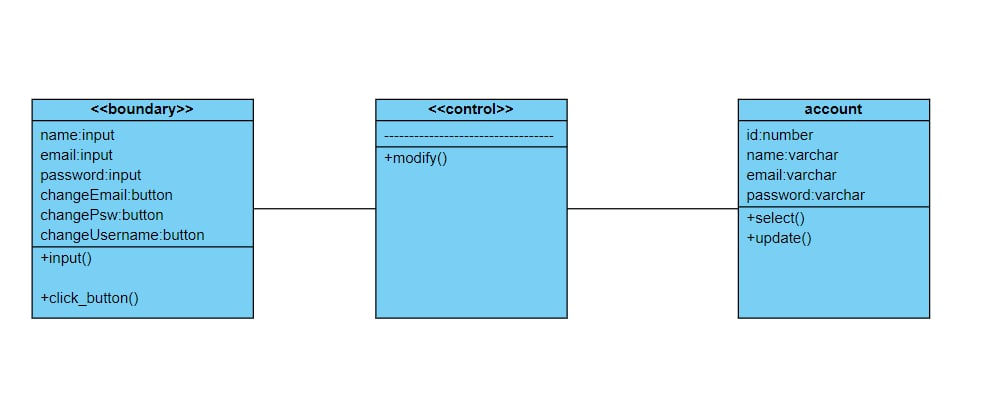 <<boundary>>
name:input
email:input
password:input
changeEmail:button
changePsw:button
changeUsername:button
+input()
+click_button()
<<control>>
----------------------------------
+modify()
account
id:number
name:varchar
email:varchar
password:varchar
+select()
+update()